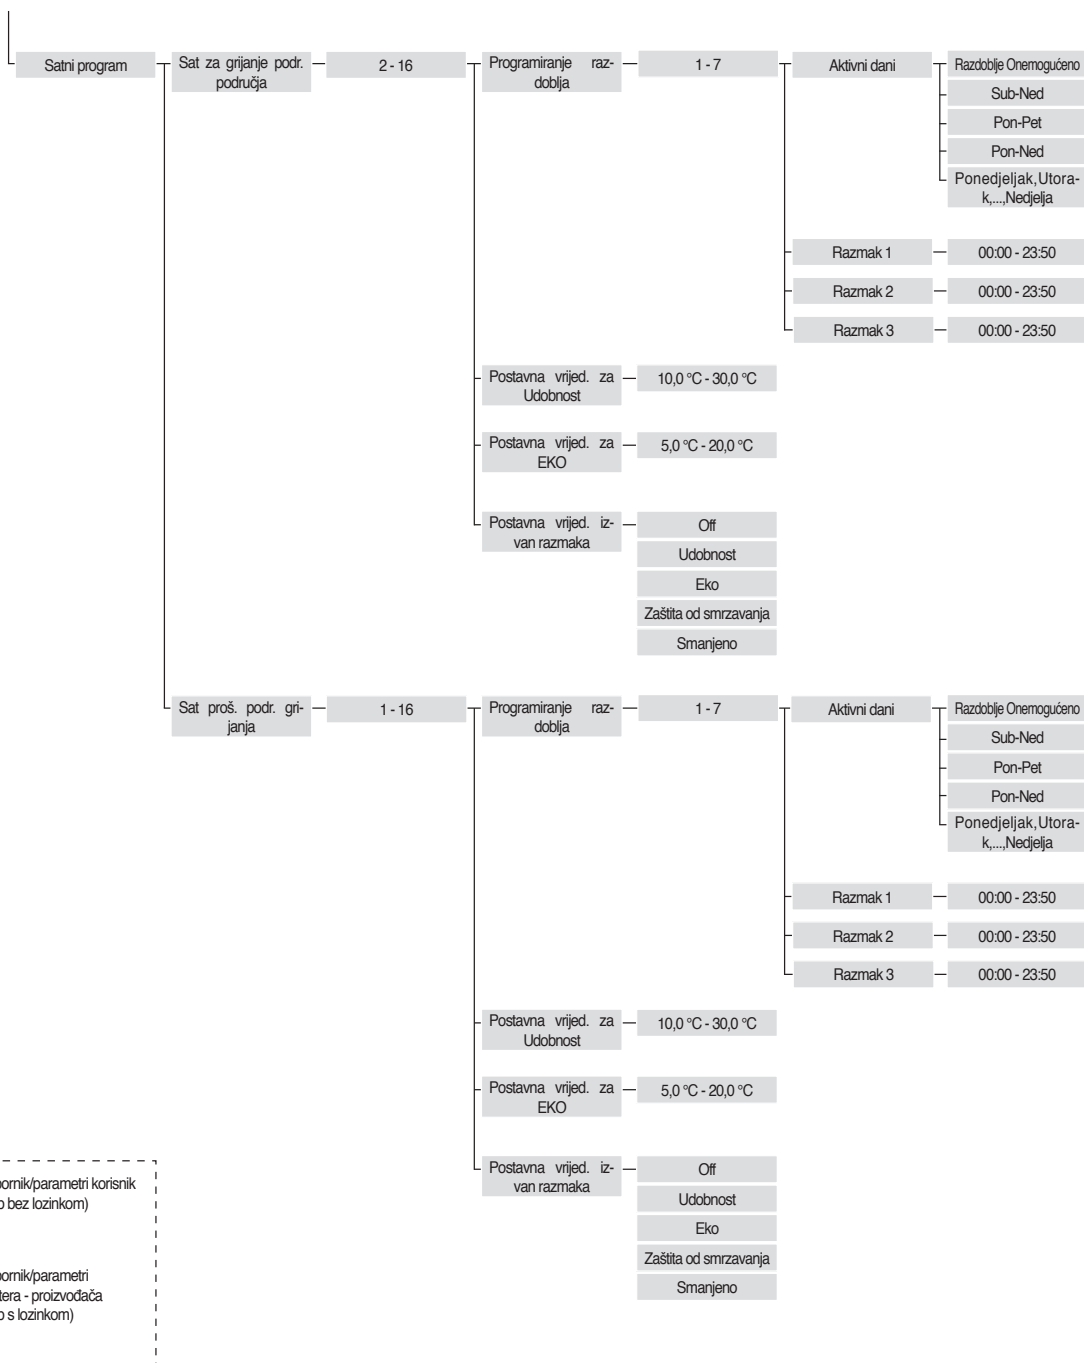 Satni program
Sat za grijanje podr.
područja
2 - 16
Programiranje raz-
doblja
1 - 7
Aktivni dani
Razdoblje Onemogućeno
Sub-Ned
Pon-Pet
Pon-Ned
Ponedjeljak,Utora-
k,...,Nedjelja
Razmak 1
00:00 - 23:50
Razmak 2
00:00 - 23:50
Razmak 3
00:00 - 23:50
Postavna vrijed. za
Udobnost
10,0 °C - 30,0 °C
Postavna vrijed. za
EKO
5,0 °C - 20,0 °C
Postavna vrijed. iz-
van razmaka
Off
Udobnost
Eko
Zaštita od smrzavanja
Smanjeno
Sat proš. podr. gri-
janja
1 - 16
Programiranje raz-
doblja
1 - 7
Aktivni dani
Razdoblje Onemogućeno
Sub-Ned
Pon-Pet
Pon-Ned
Ponedjeljak,Utora-
k,...,Nedjelja
Razmak 1
00:00 - 23:50
Razmak 2
00:00 - 23:50
Razmak 3
00:00 - 23:50
Postavna vrijed. za
Udobnost
10,0 °C - 30,0 °C
Postavna vrijed. za
EKO
5,0 °C - 20,0 °C
Postavna vrijed. iz-
van razmaka
Off
Udobnost
Eko
Zaštita od smrzavanja
Smanjeno
ornik/parametri korisnik
bez lozinkom)
ornik/parametri
tera - proizvođača
s lozinkom)